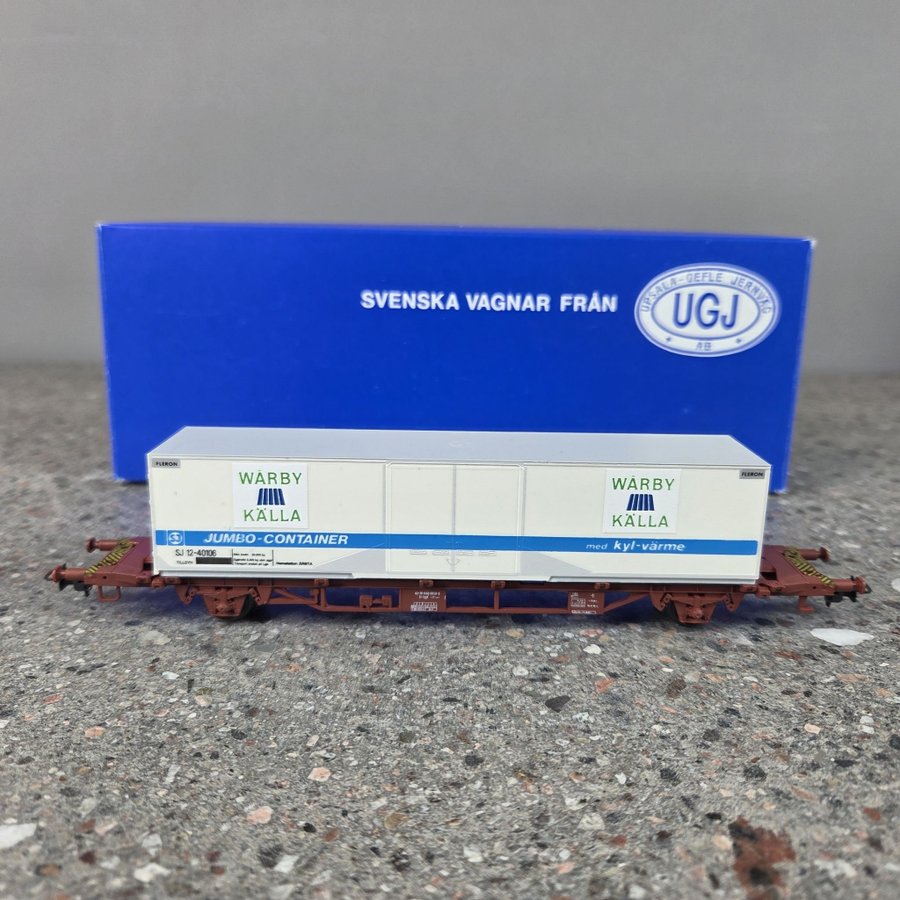 SVENSKA VAGNAR FRÅN
UPSALA-GEFLE JERNVÄG
UGJ
AB
FLERON
FLERON
WÅRBY
KÄLLA
WÅRBY
KÄLLA
JUMBO-CONTAINER
med kyl-värme
SJ 12-40106